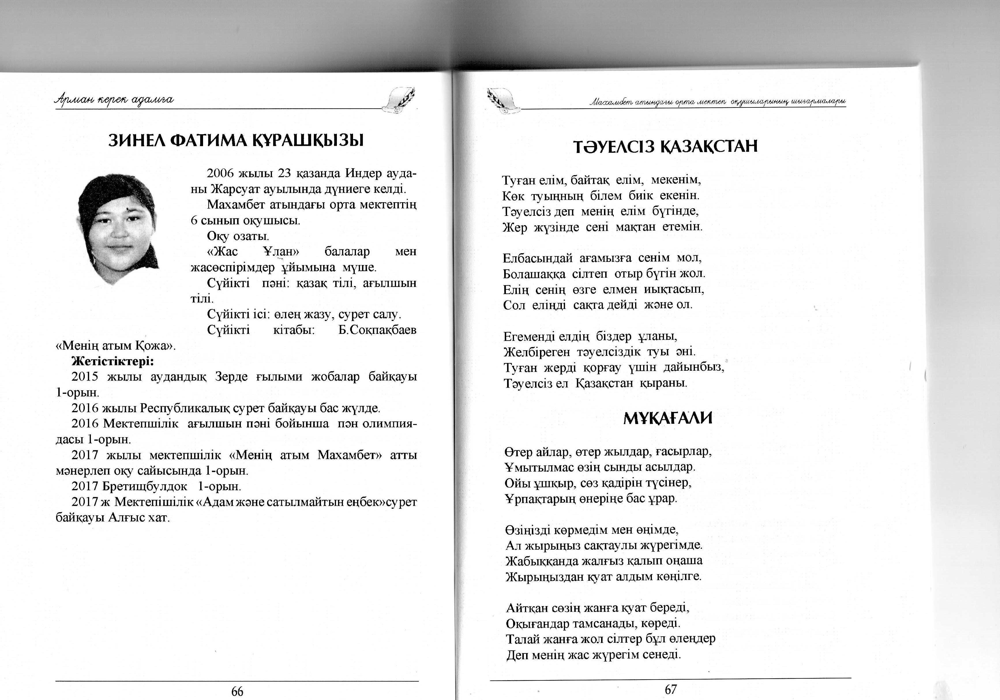 Арман керек адамға
ЗИНЕЛ ФАТИМА ҚҰРАШҚЫЗЫ
2006 жылы 23 қазанда Индер ауда-
ны Жарсуат ауылында дүниеге келді.
Махамбет атындағы орта мектептің
6 сынып оқушысы.
Оқу озаты.
«Жас Ұлан» балалар мен
жасөспірімдер ұйымына мүше.
Сүйікті пәні: қазақ тілі, ағылшын
тілі.
Сүйікті ісі: өлең жазу, сурет салу.
Сүйікті кітабы: Б.Соқпақбаев
«Менің атым Қожа».
Жетістіктері:
2015 жылы аудандық Зерде ғылыми жобалар байқауы
1-орын.
2016 жылы Республикалық сурет байқауы бас жүлде.
2016 Мектепшілік ағылшын пәні бойынша пән олимпия-
дасы 1-орын.
2017 жылы мектепшілік «Менің атым Махамбет» атты
мәнерлеп оқу сайысында 1-орын.
2017 Бретищбулдок 1-орын.
2017 ж Мектепішілік «Адам және сатылмайтын еңбек»сурет
байқауы Алғыс хат.
66
Махамбет атындағы орта мектеп оқушыларының шығармалары
ТӘУЕЛСІЗ ҚАЗАҚСТАН
Туған елім, байтақ елім, мекенім,
Көк туыңның білем биік екенін.
Тәуелсіз деп менің елім бүгінде,
Жер жүзінде сені мақтан етемін.
Елбасындай ағамызға сенім мол,
Болашаққа сілтеп отыр бүгін жол.
Елің сенің өзге елмен иықтасып,
Сол еліңді сақта дейді және ол.
Егеменді елдің біздер ұланы,
Желбіреген тәуелсіздік туы әні.
Туған жерді қорғау үшін дайынбыз,
Тәуелсіз ел Қазақстан қыраны.
МҰҚАҒАЛИ
Өтер айлар, өтер жылдар, ғасырлар,
Ұмытылмас өзің сынды асылдар.
Ойы ұшқыр, сөз қадірін түсінер,
Ұрпақтарың өнеріңе бас ұрар.
Өзіңізді көрмедім мен өңімде,
Ал жырыңыз сақтаулы жүрегімде.
Жабыққанда жалғыз қалып оңаша
Жырыңыздан қуат алдым көңілге.
Айтқан сөзің жанға қуат береді,
Оқығандар тамсанады, көреді.
Талай жанға жол сілтер бұл өлеңдер
Деп менің жас жүрегім сенеді.
67